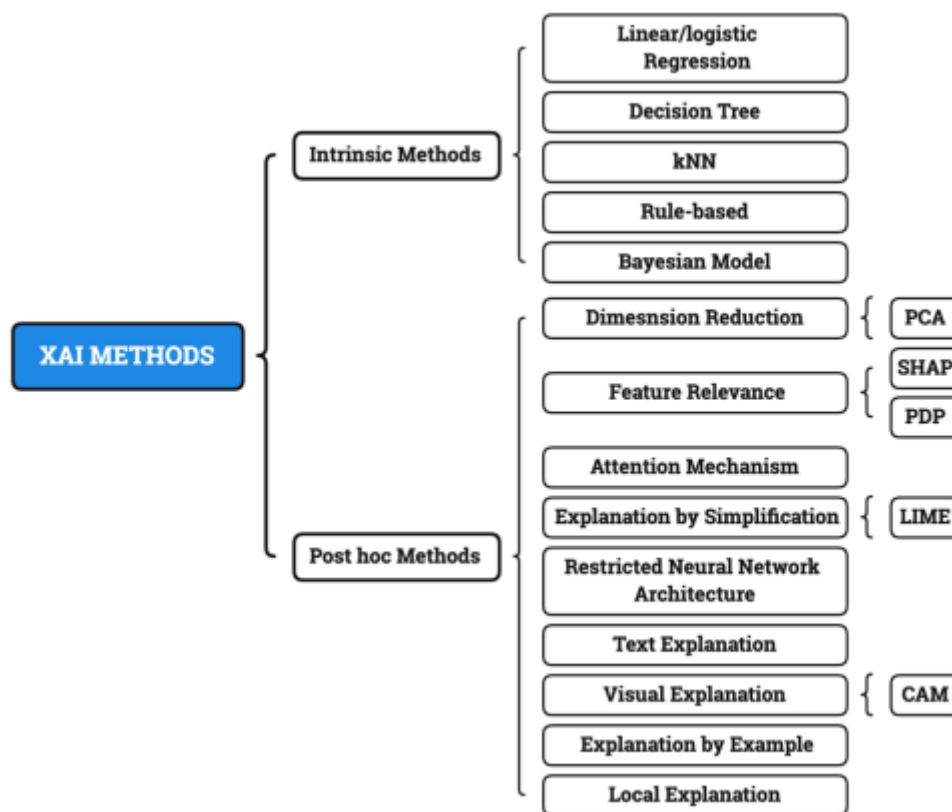 Linear/logistic
Regression
Decision Tree
Intrinsic Methods
kNN
Rule-based
Bayesian Model
XAI METHODS
Dimesnsion Reduction
PCA
SHAP
Feature Relevance
PDP
Attention Mechanism
Explanation by Simplification
LIME
Post hoc Methods
Restricted Neural Network
Architecture
Text Explanation
Visual Explanation
CAM
Explanation by Example
Local Explanation